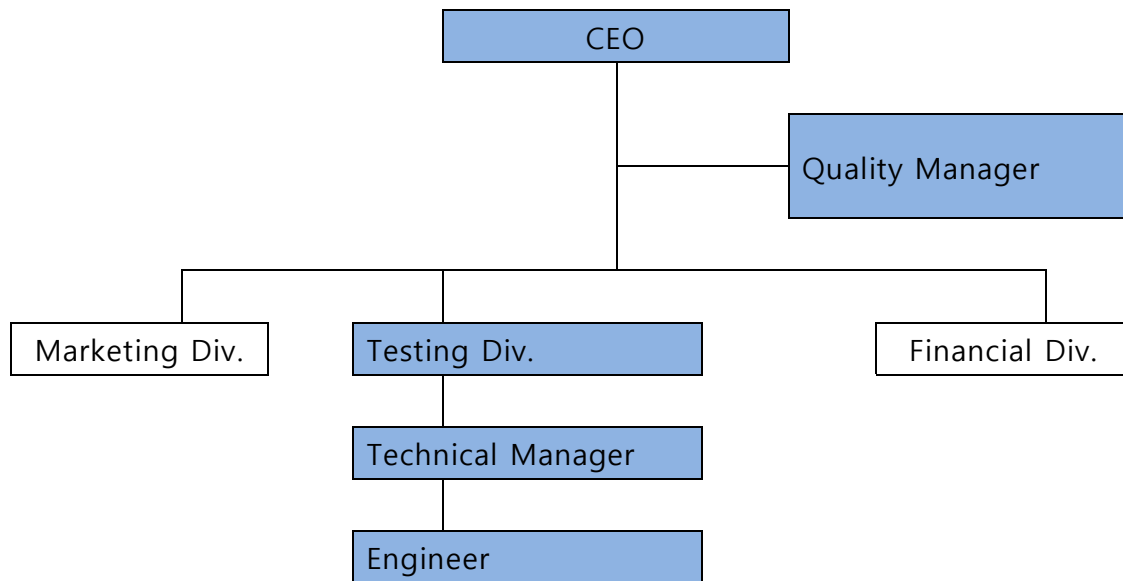 CEO
Quality Manager
Marketing Div.
Testing Div.
Financial Div.
Technical Manager
Engineer